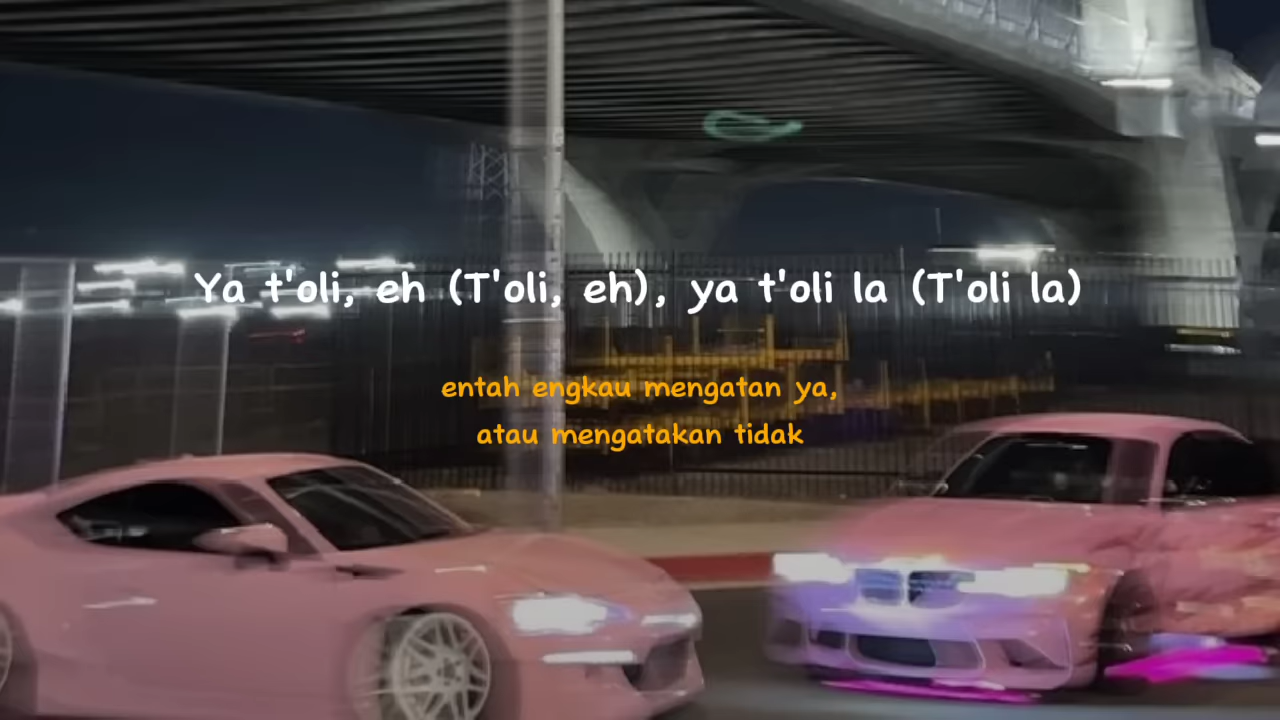 Ya t'oli, eh (T'oli, eh), ya t'oli la (T'oli la)
entah engkau mengatan ya,
atau mengatakan tidak